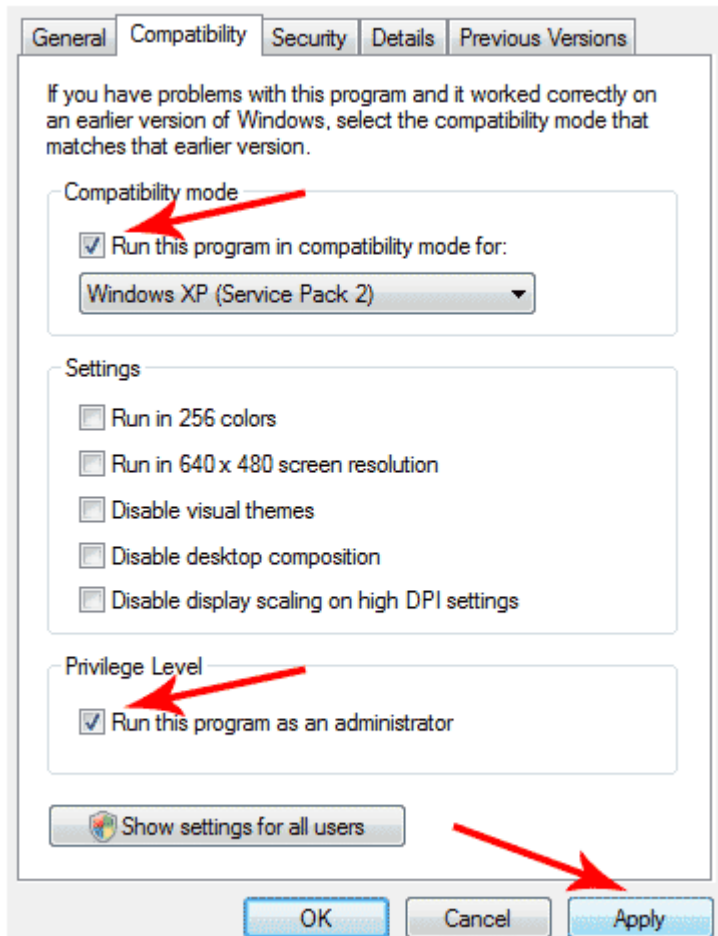 General Compatibility Security Details Previous Versions
If you have problems with this program and it worked correctly on
an earlier version of Windows, select the compatibility mode that
matches that earlier version.
Compatibility mode
Run this program in compatibility mode for:
Windows XP (Service Pack 2)
Settings
Run in 256 colors
Run in 640 x 480 screen resolution
Disable visual themes
Disable desktop composition
Disable display scaling on high DPI settings
Privilege Level
Run this program as an administrator
Show settings for all users
OK Cancel Apply